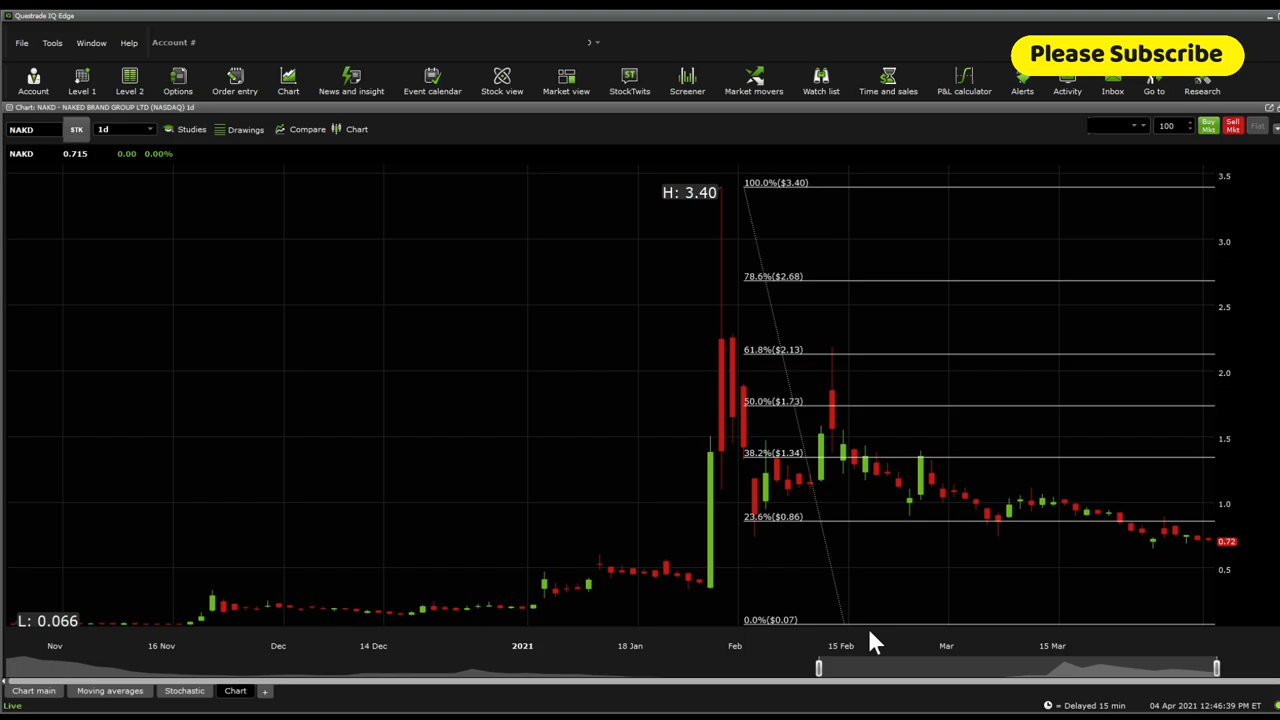 Questrade IQ Edge
File Tools Window Help Account #
Please Subscribe
Account Level 1 Level 2 Options Order entry Chart News and insight Event calendar Stock view Market view StockTwits Screener Market movers Watch list Time and sales P&L calculator Alerts Activity Inbox Go to Research
Chart: NAKD - NAKED BRAND GROUP LTD (NASDAQ) 1d
NAKD STK 1d Studies Drawings Compare Chart 100 Buy Mkt Sell Mkt Flat
NAKD 0.715 0.00 0.00%
3.5
100.0%($3.40)
H: 3.40
3.0
78.6%($2.68)
2.5
61.8%($2.13)
2.0
50.0%($1.73)
1.5
38.2%($1.34)
1.0
23.6%($0.86)
0.72
0.5
L: 0.066
0.0%($0.07)
Nov 16 Nov Dec 14 Dec 2021 18 Jan Feb 15 Feb Mar 15 Mar
Chart main Moving averages Stochastic Chart +
Live = Delayed 15 min 04 Apr 2021 12:46:39 PM ET